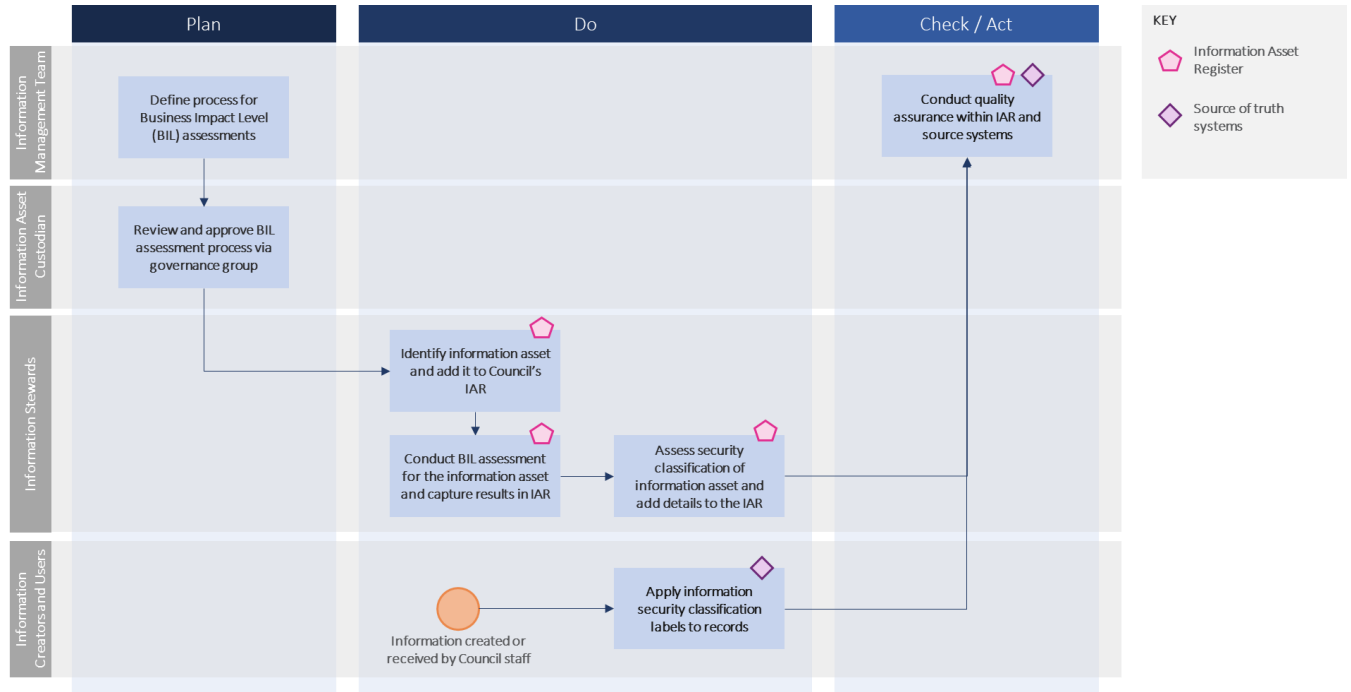 Plan
Do
Check / Act
KEY
Information Asset
Register
Source of truth
systems
Information
Management Team
Define process for
Business Impact Level
(BIL) assessments
Conduct quality
assurance within IAR and
source systems
Information Asset
Custodian
Review and approve BIL
assessment process via
governance group
Information Stewards
Identify information asset
and add it to Council's
IAR
Conduct BIL assessment
for the information asset
and capture results in IAR
Assess security
classification of
information asset and
add details to the IAR
Information
Creators and Users
Information created or
received by Council staff
Apply information
security classification
labels to records